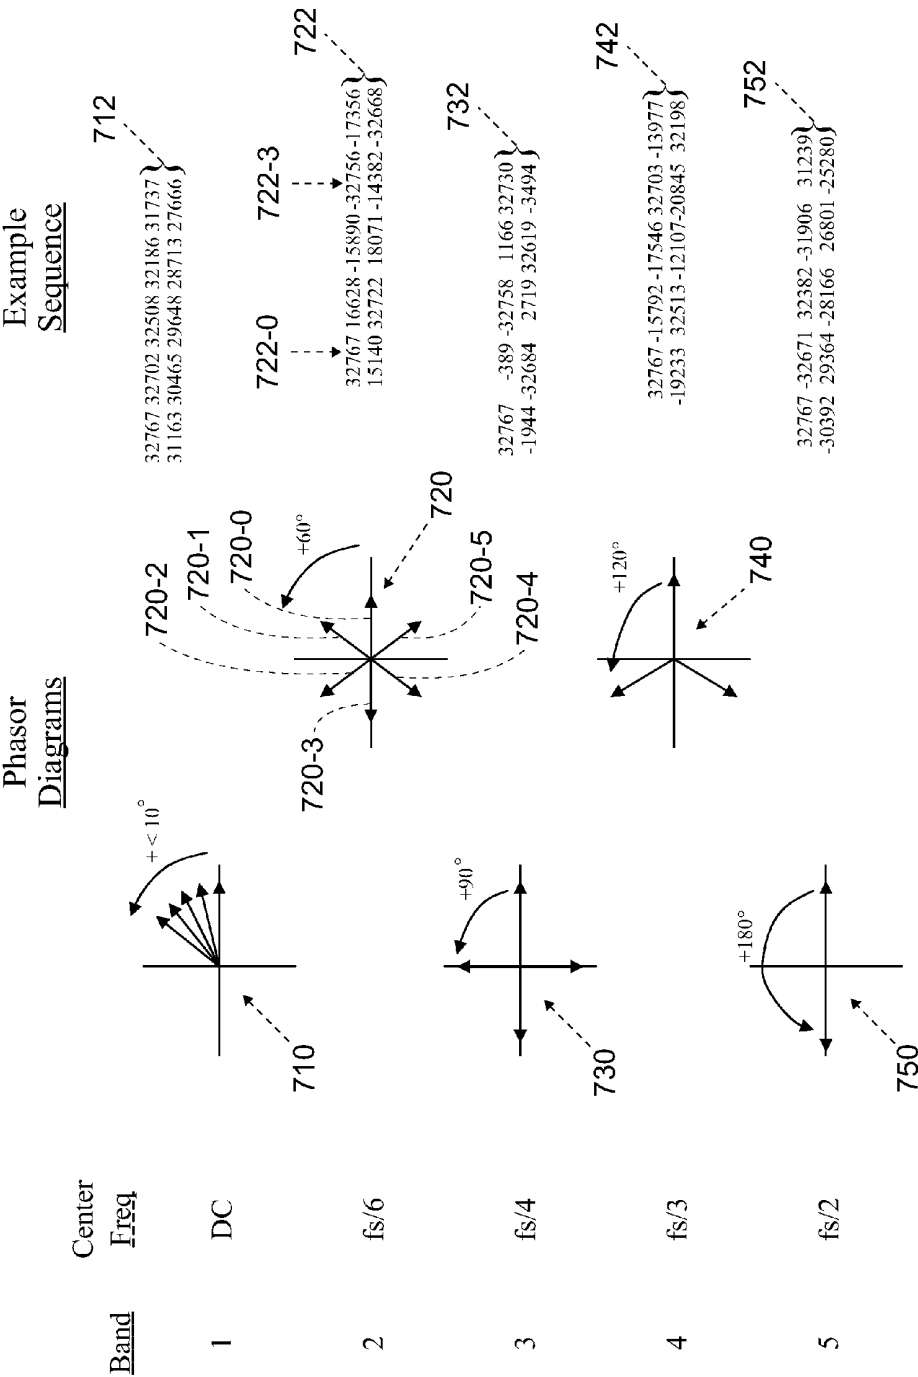 Band
Center
Freq
Phasor
Diagrams
Example
Sequence
1
DC
+< 10°
710
32767 32702 32508 32186 31737
31163 30465 29648 28713 27666
712
2
fs/6
720-3
720-2
720-1
720-0
+60°
720
720-5
720-4
722-0
722-3
32767 16628 -15890 -32756 -17356
15140 32722 18071 -14382 -32668
722
3
fs/4
+90°
730
32767 -389 -32758 1166 32730
-1944 -32684 2719 32619 -3494
732
4
fs/3
+120°
740
32767 -15792 -17546 32703 -13977
-19233 32513 -12107 -20845 32198
742
5
fs/2
+180°
750
32767 -32671 32382 -31906 31239
-30392 29364 -28166 26801 -25280
752